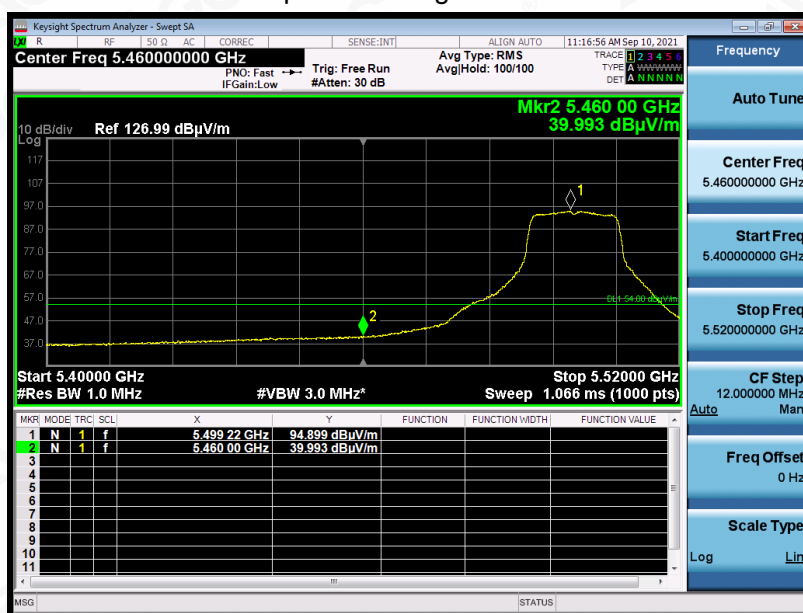 Keysight Spectrum Analyzer - Swept SA
LXI R RF 50 Ω AC CORREC SENSE:INT ALIGN AUTO 11:16:56 AM Sep 10, 2021
Center Freq 5.460000000 GHz
PNO: Fast
IFGain:Low
Trig: Free Run
#Atten: 30 dB
Avg Type: RMS
Avg|Hold: 100/100
TRACE 1 2 3 4 5 6
TYPE A WWWWW
DET A N N N N N
Mkr2 5.460 00 GHz
39.993 dBµV/m
10 dB/div Ref 126.99 dBµV/m
Log
117
107
97.0
87.0
77.0
67.0
57.0
47.0
37.0
1
2
DL1 54.00 dBµV/m
Start 5.40000 GHz Stop 5.52000 GHz
#Res BW 1.0 MHz #VBW 3.0 MHz* Sweep 1.066 ms (1000 pts)
MKR MODE TRC SCL X Y FUNCTION FUNCTION WIDTH FUNCTION VALUE
1 N 1 f 5.499 22 GHz 94.899 dBµV/m
2 N 1 f 5.460 00 GHz 39.993 dBµV/m
3
4
5
6
7
8
9
10
11
MSG STATUS
Frequency
Auto Tune
Center Freq
5.460000000 GHz
Start Freq
5.400000000 GHz
Stop Freq
5.520000000 GHz
CF Step
12.000000 MHz
Auto Man
Freq Offset
0 Hz
Scale Type
Log Lin